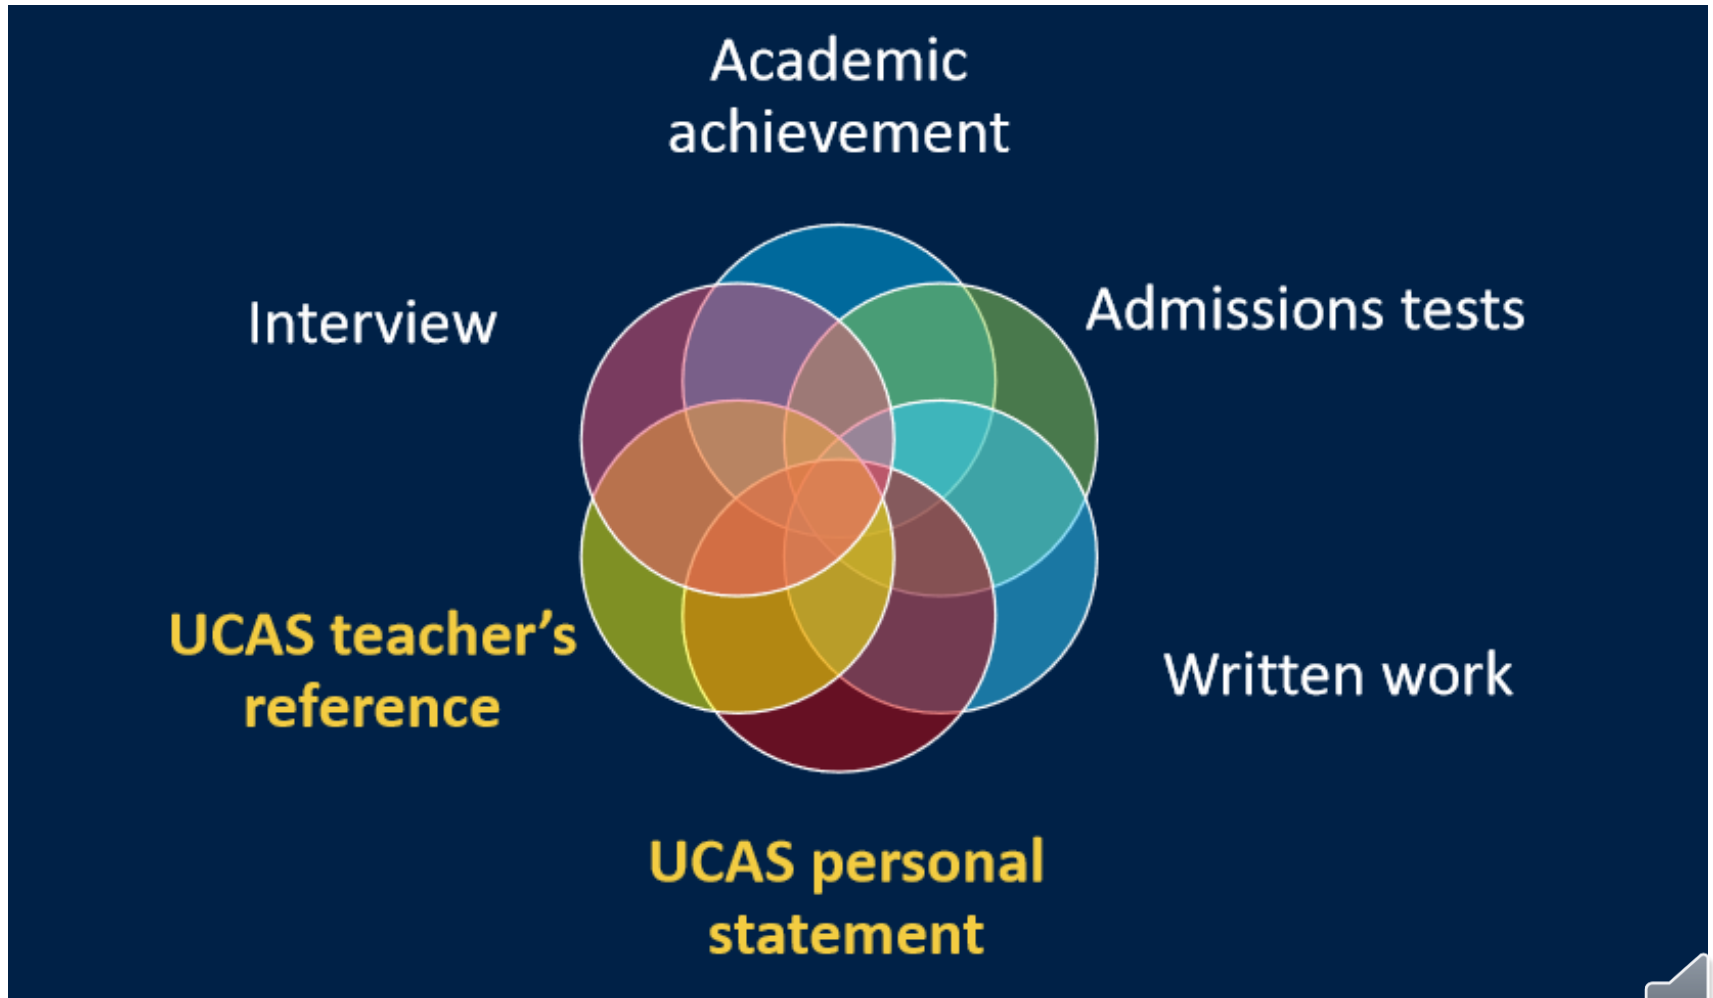 Academic
achievement
Interview
Admissions tests
UCAS teacher’s
reference
Written work
UCAS personal
statement